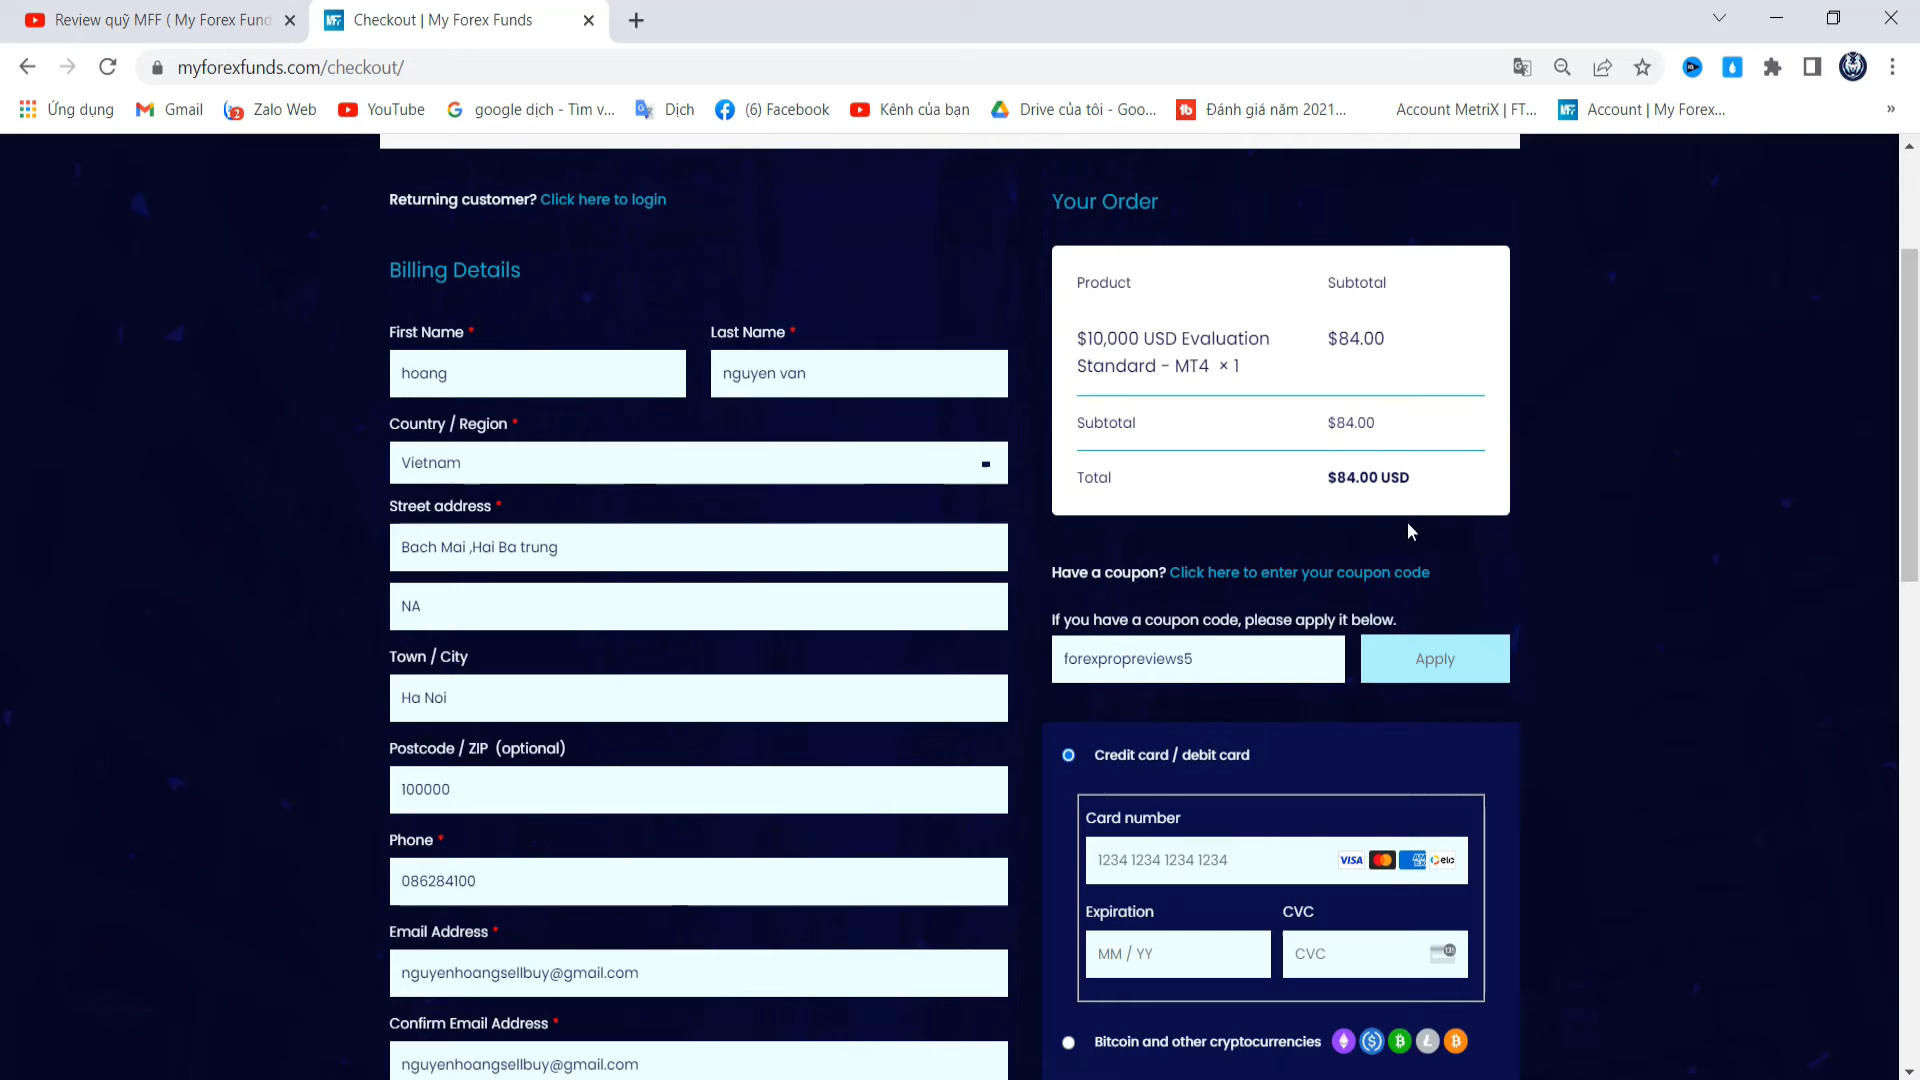 Review quỹ MFF ( My Forex Fund
Checkout | My Forex Funds
myforexfunds.com/checkout/
Ứng dụng
Gmail
Zalo Web
YouTube
google dịch - Tìm v...
Dịch
(6) Facebook
Kênh của bạn
Drive của tôi - Goo...
Đánh giá năm 2021...
Account MetriX | FT...
Account | My Forex...
»
Returning customer? Click here to login
Billing Details
First Name *
Last Name *
hoang
nguyen van
Country / Region *
Vietnam
Street address *
Bach Mai ,Hai Ba trung
NA
Town / City
Ha Noi
Postcode / ZIP (optional)
100000
Phone *
086284100
Email Address *
nguyenhoangsellbuy@gmail.com
Confirm Email Address *
nguyenhoangsellbuy@gmail.com
Your Order
Product Subtotal
$10,000 USD Evaluation $84.00
Standard - MT4 × 1
Subtotal $84.00
Total $84.00 USD
Have a coupon? Click here to enter your coupon code
If you have a coupon code, please apply it below.
forexpropreviews5
Apply
Credit card / debit card
Card number
1234 1234 1234 1234
VISA
elo
Expiration
CVC
MM / YY
CVC
Bitcoin and other cryptocurrencies